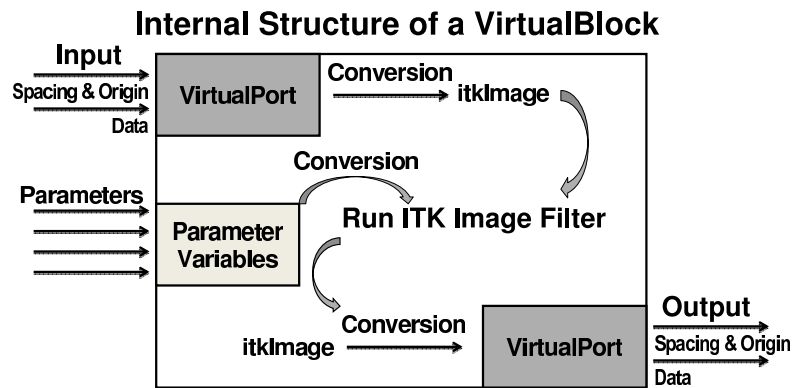 Internal Structure of a VirtualBlock
Input
Spacing & Origin
Data
VirtualPort
Conversion
itkImage
Conversion
Parameters
Parameter
Variables
Run ITK Image Filter
itkImage
Conversion
VirtualPort
Output
Spacing & Origin
Data